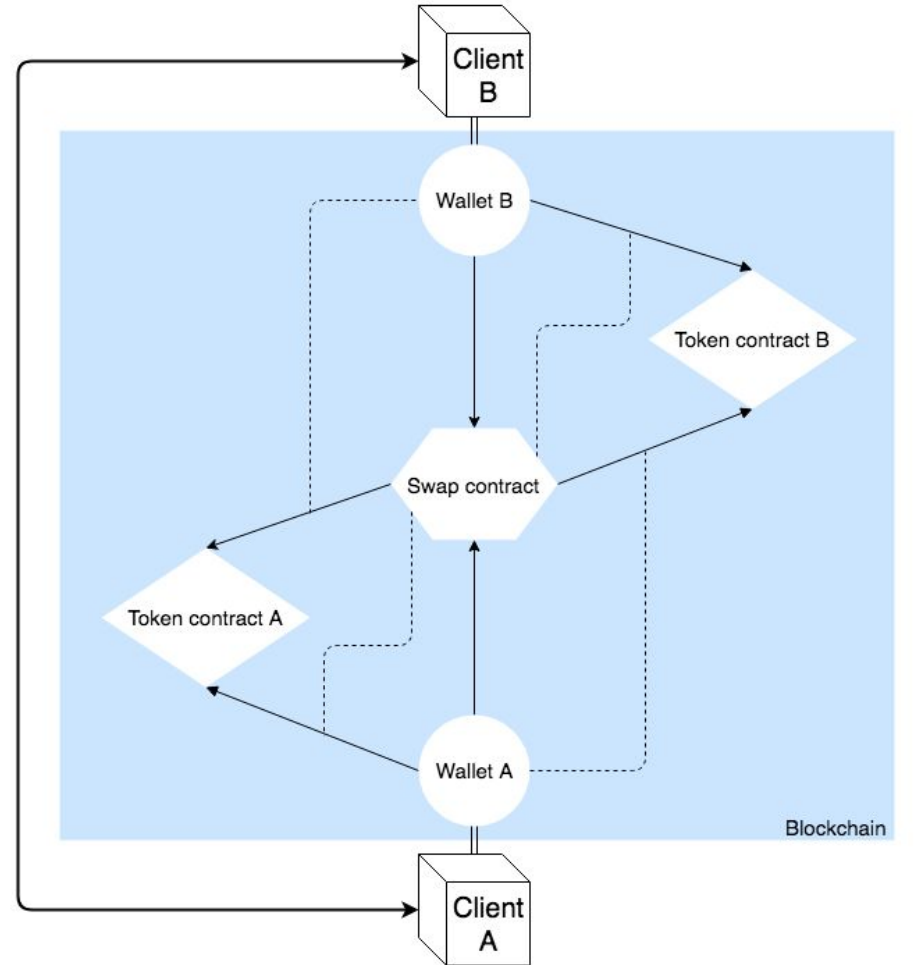 Client
B
Wallet B
Token contract B
Swap contract
Token contract A
Wallet A
Blockchain
Client
A